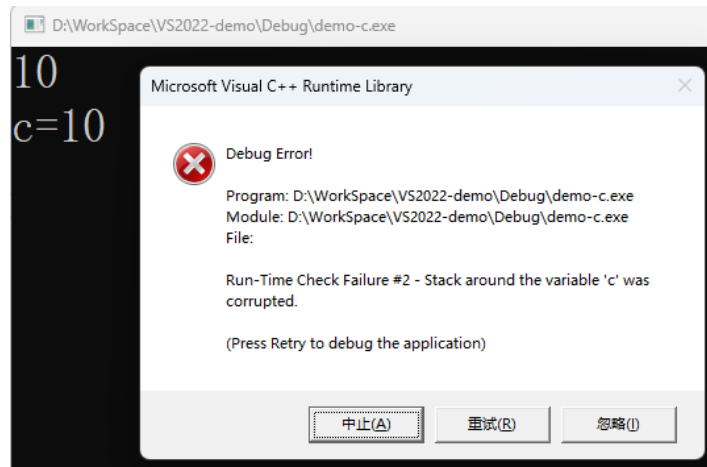 D:\WorkSpace\VS2022-demo\Debug\demo-c.exe
10
c=10
Microsoft Visual C++ Runtime Library
Debug Error!
Program: D:\WorkSpace\VS2022-demo\Debug\demo-c.exe
Module: D:\WorkSpace\VS2022-demo\Debug\demo-c.exe
File:
Run-Time Check Failure #2 - Stack around the variable 'c' was
corrupted.
(Press Retry to debug the application)
中止(A)
重试(R)
忽略(I)